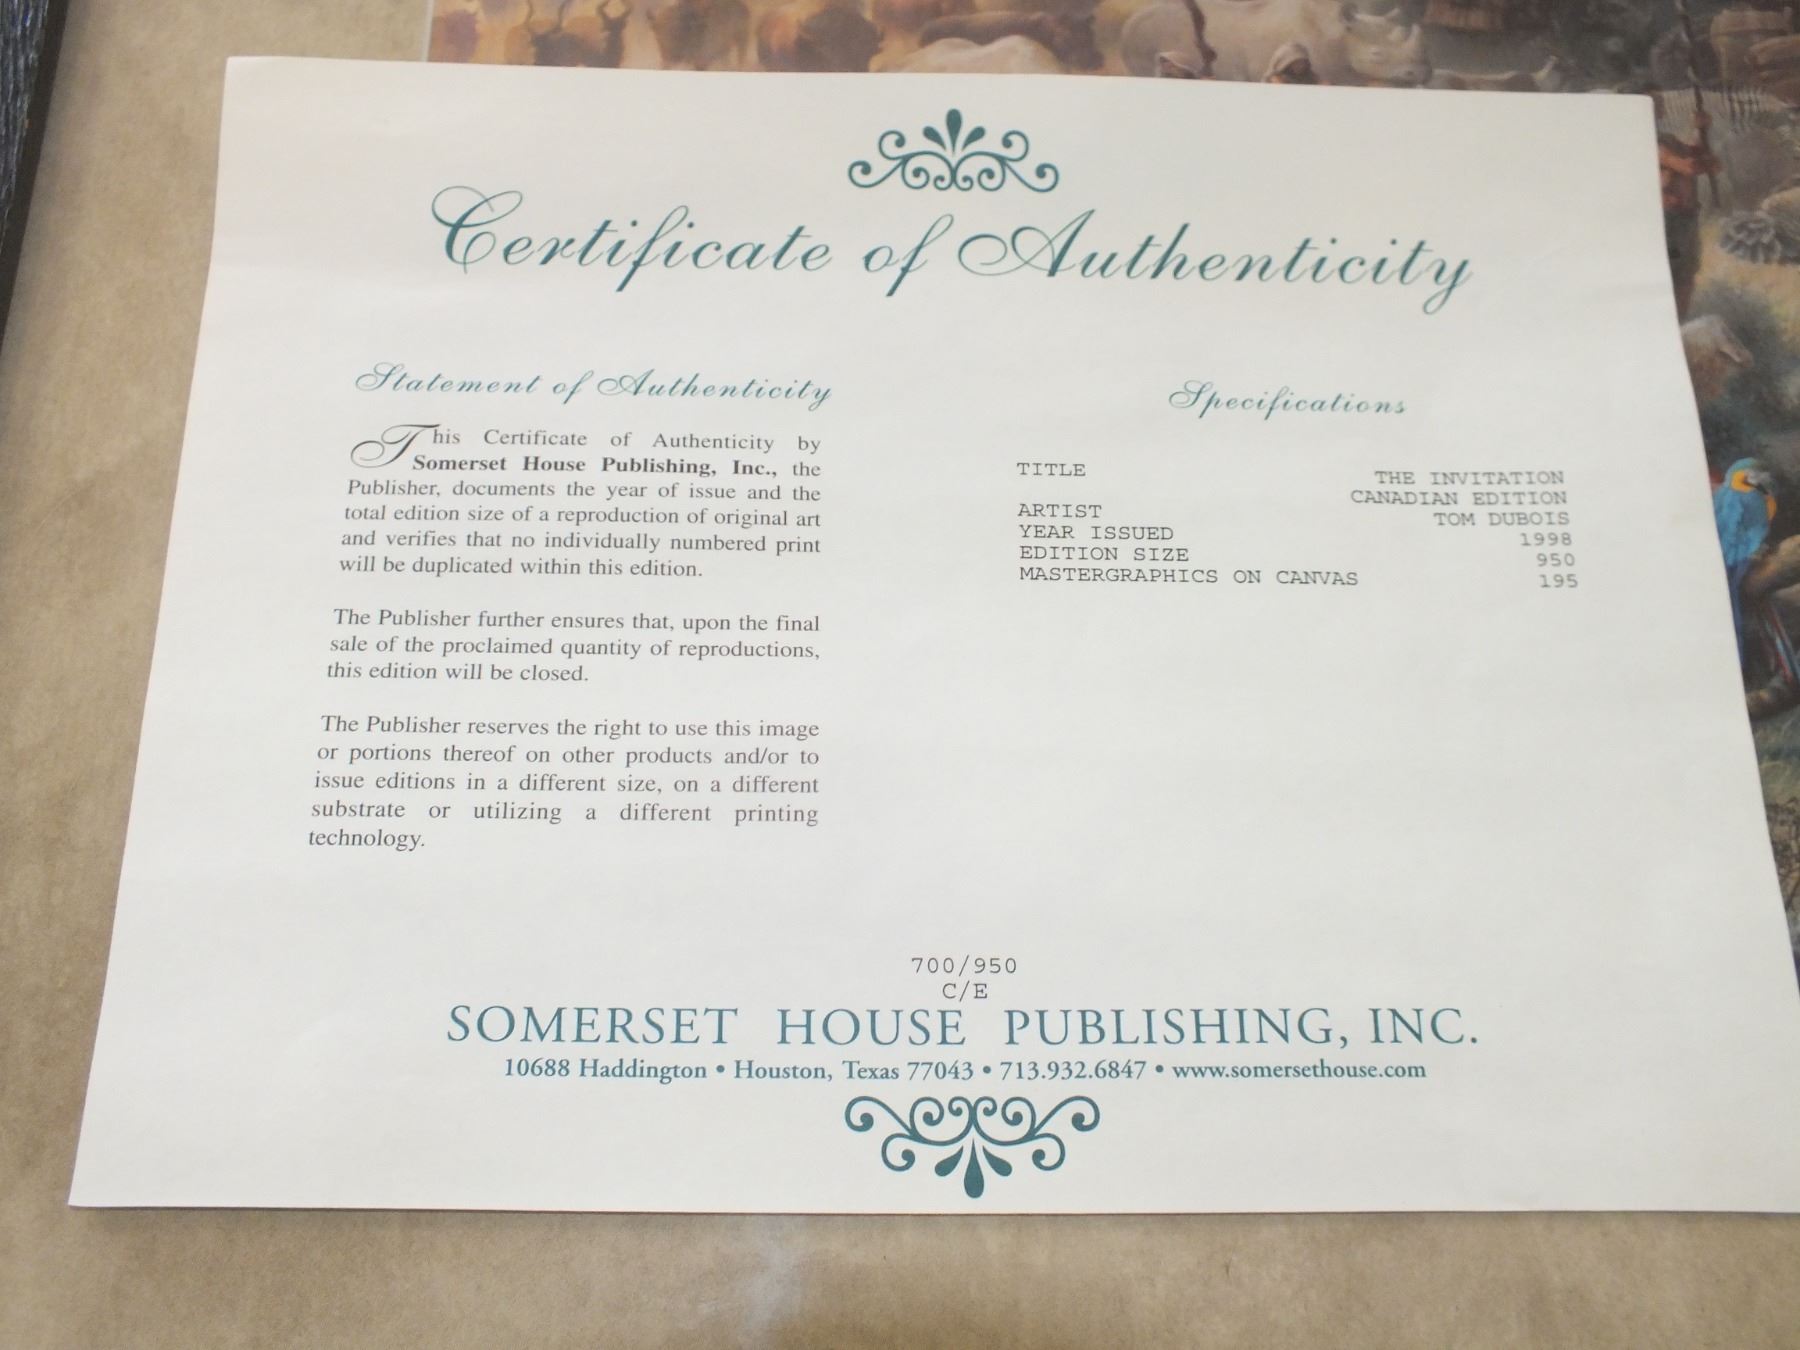 Certificate of Authenticity
Statement of Authenticity
This Certificate of Authenticity by
Somerset House Publishing, Inc., the
Publisher, documents the year of issue and the
total edition size of a reproduction of original art
and verifies that no individually numbered print
will be duplicated within this edition.
The Publisher further ensures that, upon the final
sale of the proclaimed quantity of reproductions,
this edition will be closed.
The Publisher reserves the right to use this image
or portions thereof on other products and/or to
issue editions in a different size, on a different
substrate or utilizing a different printing
technology.
Specifications
TITLE THE INVITATION
CANADIAN EDITION
ARTIST TOM DUBOIS
YEAR ISSUED 1998
EDITION SIZE 950
MASTERGRAPHICS ON CANVAS 195
700/950
C/E
SOMERSET HOUSE PUBLISHING, INC.
10688 Haddington • Houston, Texas 77043 • 713.932.6847 • www.somersethouse.com